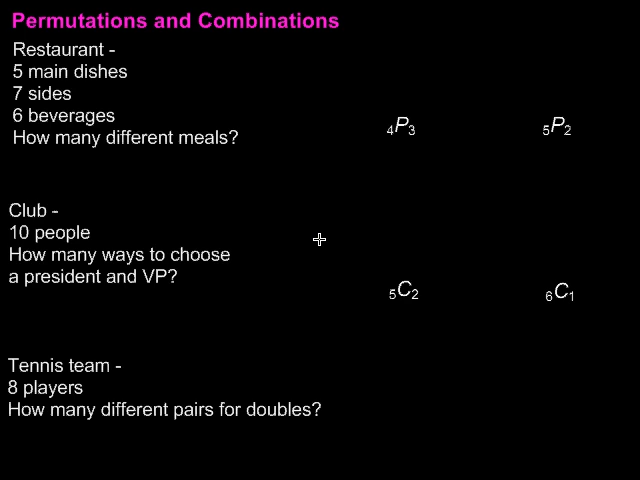 Permutations and Combinations
Restaurant -
5 main dishes
7 sides
6 beverages
How many different meals?
₄P₃
₅P₂
Club -
10 people
How many ways to choose
a president and VP?
₅C₂
₆C₁
Tennis team -
8 players
How many different pairs for doubles?